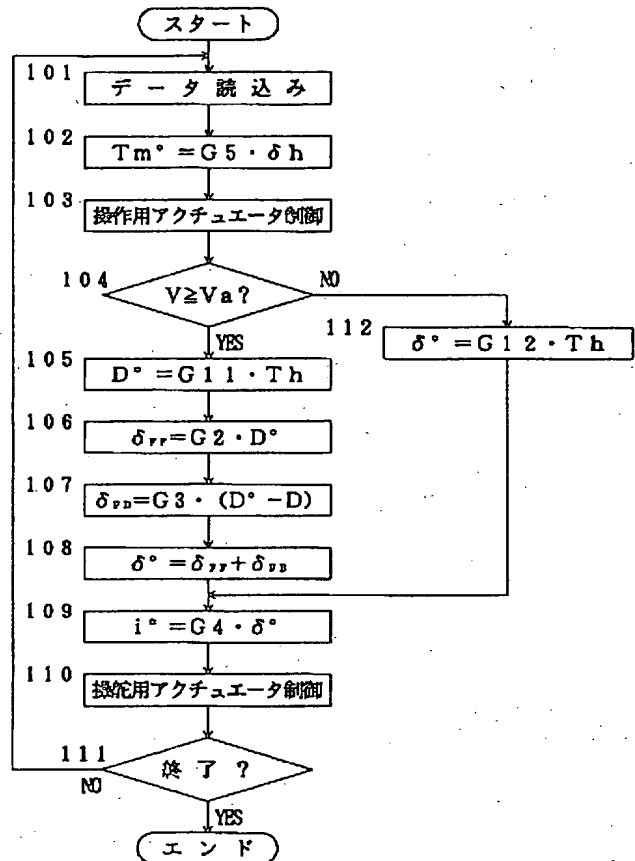 スタート
101
データ読込み
102
Tm°=G5・δh
103
操作用アクチュエータ制御
104
V≧Va?
NO
YES
112
δ°=G12・Th
105
D°=G11・Th
106
δFF=G2・D°
107
δFB=G3・(D°-D)
108
δ°=δFF+δFB
109
i°=G4・δ°
110
操舵用アクチュエータ制御
111
終了?
NO
YES
エンド